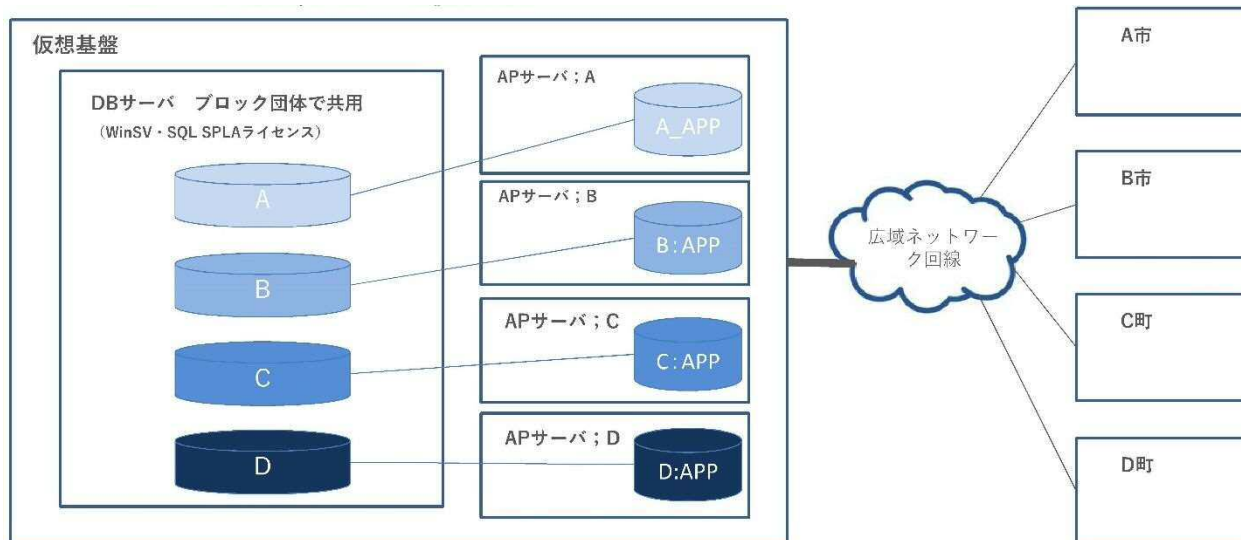 仮想基盤
DBサーバ　ブロック団体で共用
（WinSV・SQL SPLAライセンス）
A
B
C
D
APサーバ；A
A_APP
APサーバ；B
B:APP
APサーバ；C
C:APP
APサーバ；D
D:APP
広域ネットワー
ク回線
A市
B市
C町
D町